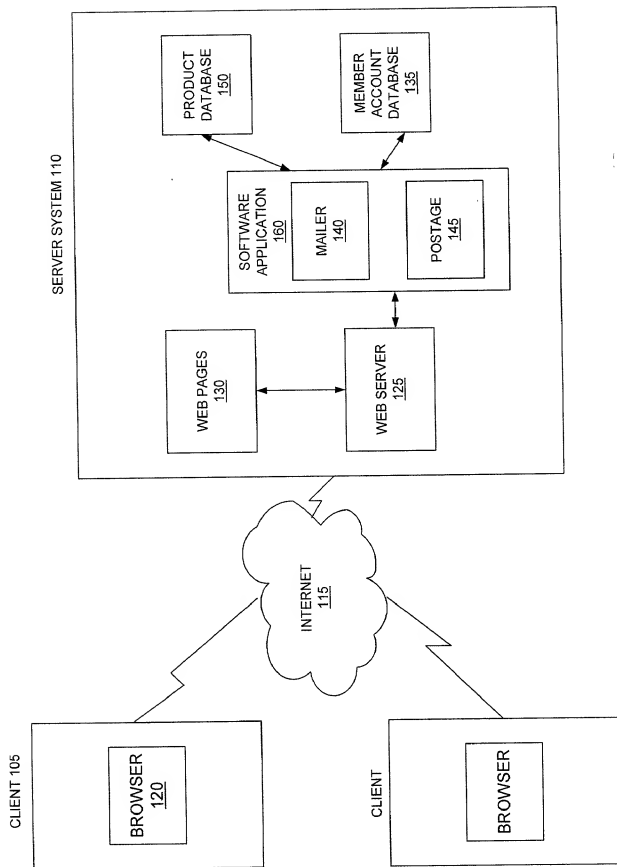 SERVER SYSTEM 110
PRODUCT
DATABASE
150
MEMBER
ACCOUNT
DATABASE
135
SOFTWARE
APPLICATION
160
MAILER
140
POSTAGE
145
WEB PAGES
130
WEB SERVER
125
INTERNET
115
CLIENT 105
BROWSER
120
CLIENT
BROWSER